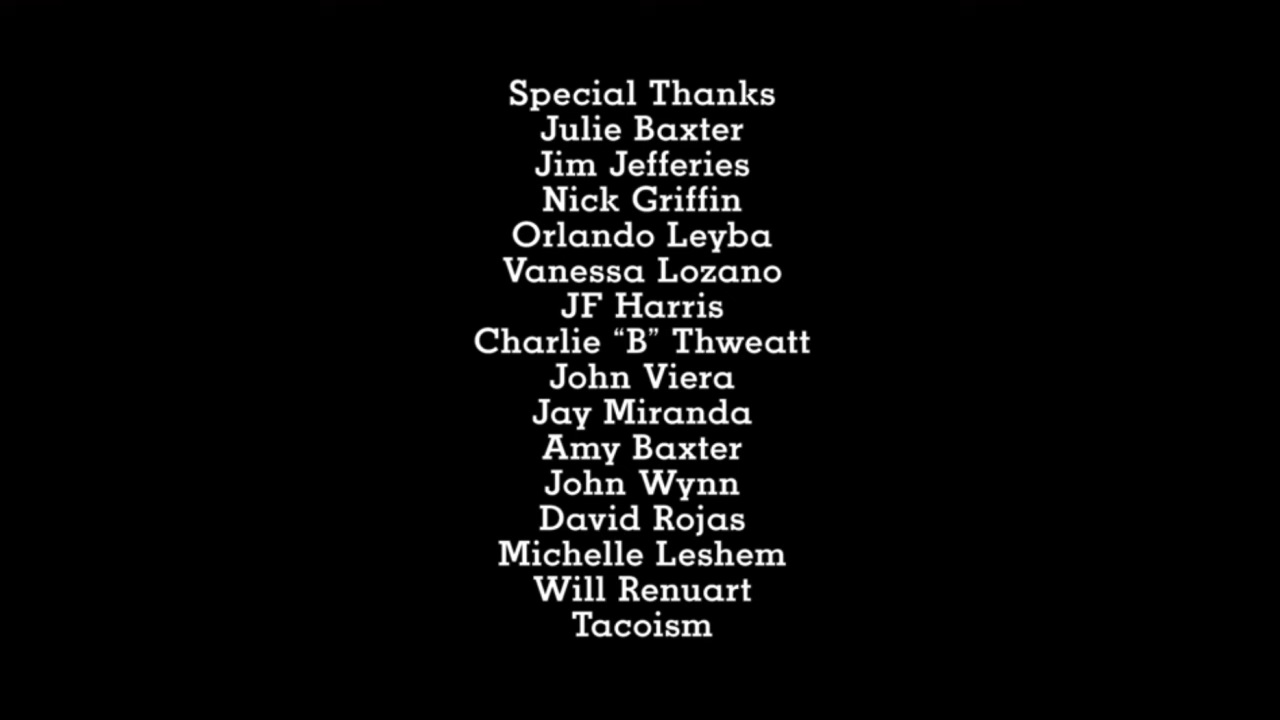 Special Thanks
Julie Baxter
Jim Jefferies
Nick Griffin
Orlando Leyba
Vanessa Lozano
JF Harris
Charlie “B” Thweatt
John Viera
Jay Miranda
Amy Baxter
John Wynn
David Rojas
Michelle Leshem
Will Renuart
Tacoism